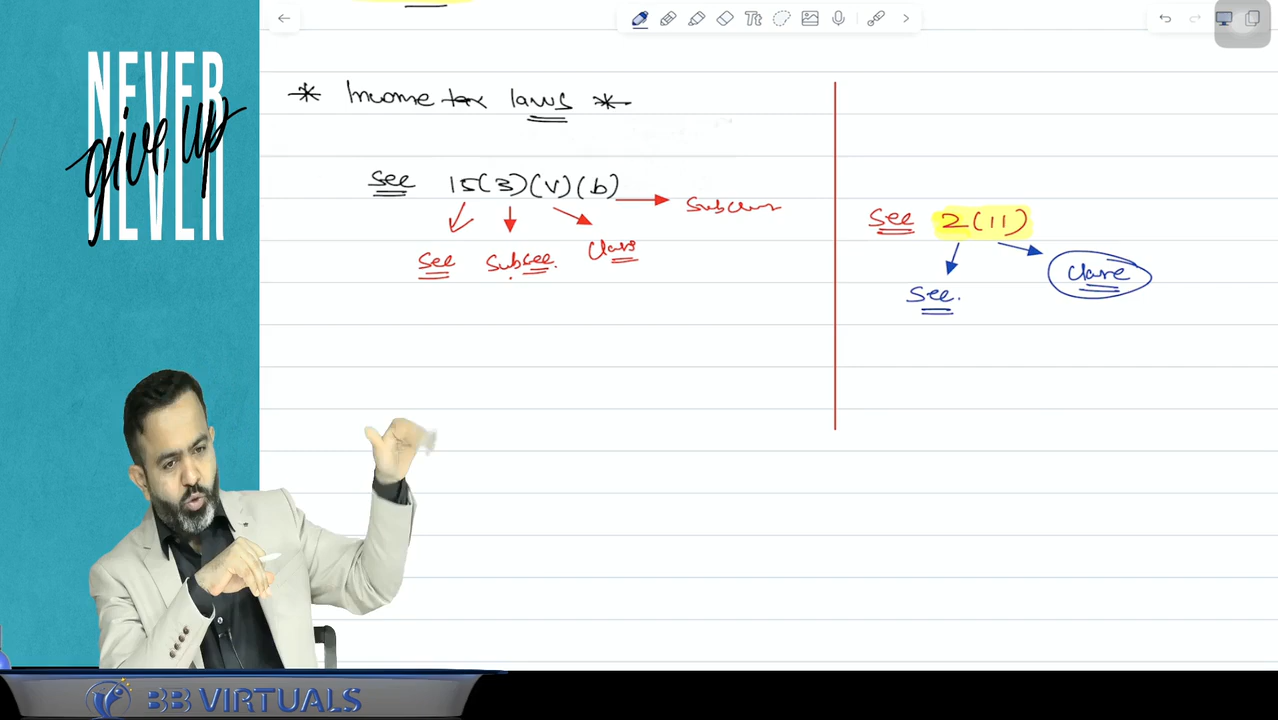 NEVER
give up
NEVER
* Income tax laws *
Sec 15(3)(v)(b)
Sec Subsec. Clause Subclause
Sec 2(11)
Sec. Clause
Tt
BB VIRTUALS